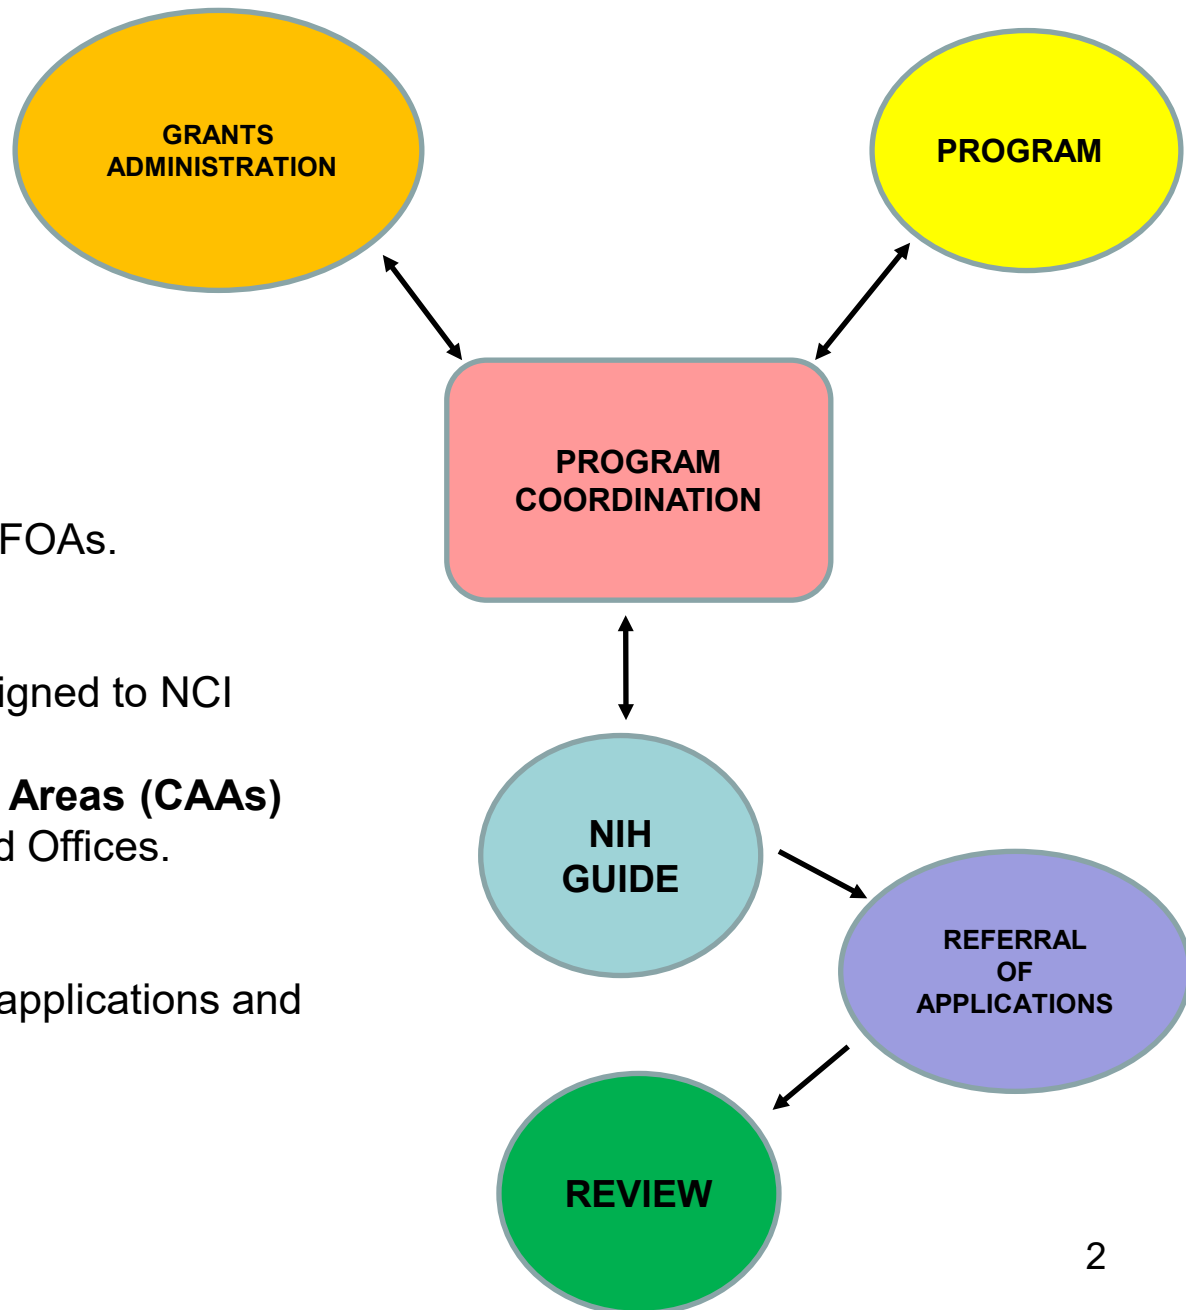 GRANTS
ADMINISTRATION
PROGRAM
PROGRAM
COORDINATION
FOAs.
igned to NCI
Areas (CAAs)
d Offices.
applications and
NIH
GUIDE
REFERRAL
OF
APPLICATIONS
REVIEW
2